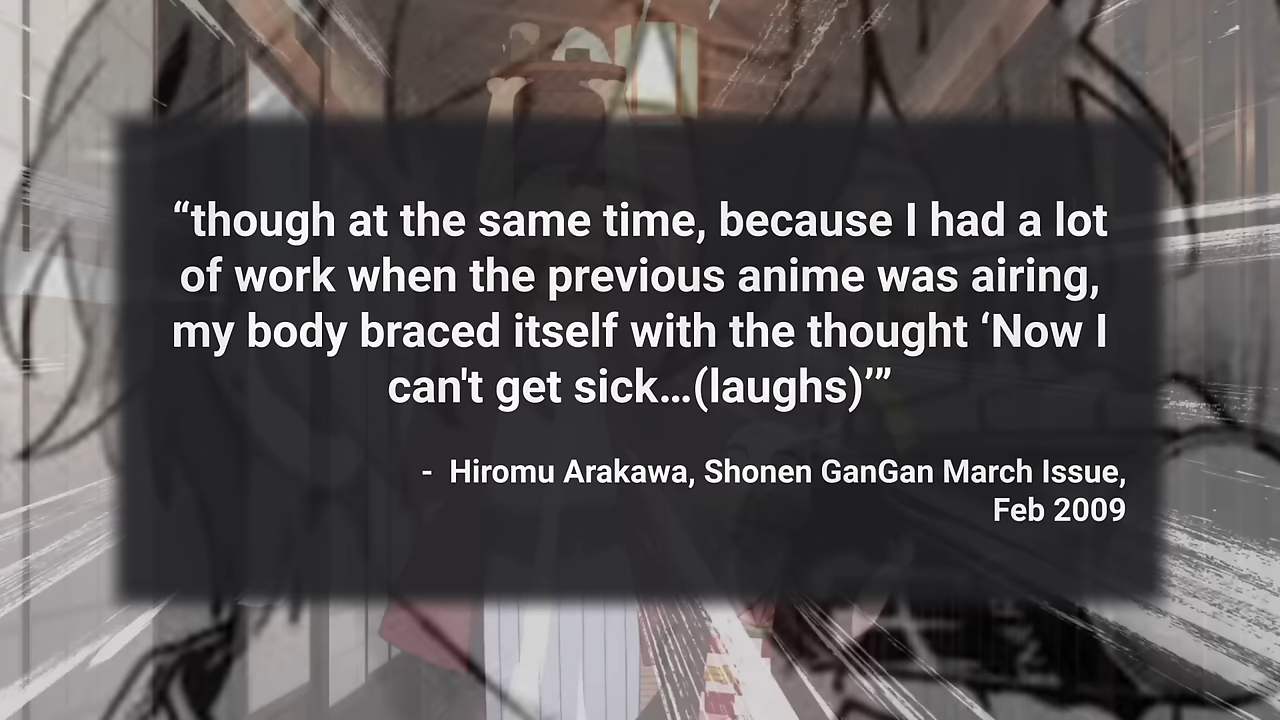 “though at the same time, because I had a lot
of work when the previous anime was airing,
my body braced itself with the thought ‘Now I
can't get sick…(laughs)’”
- Hiromu Arakawa, Shonen GanGan March Issue,
Feb 2009